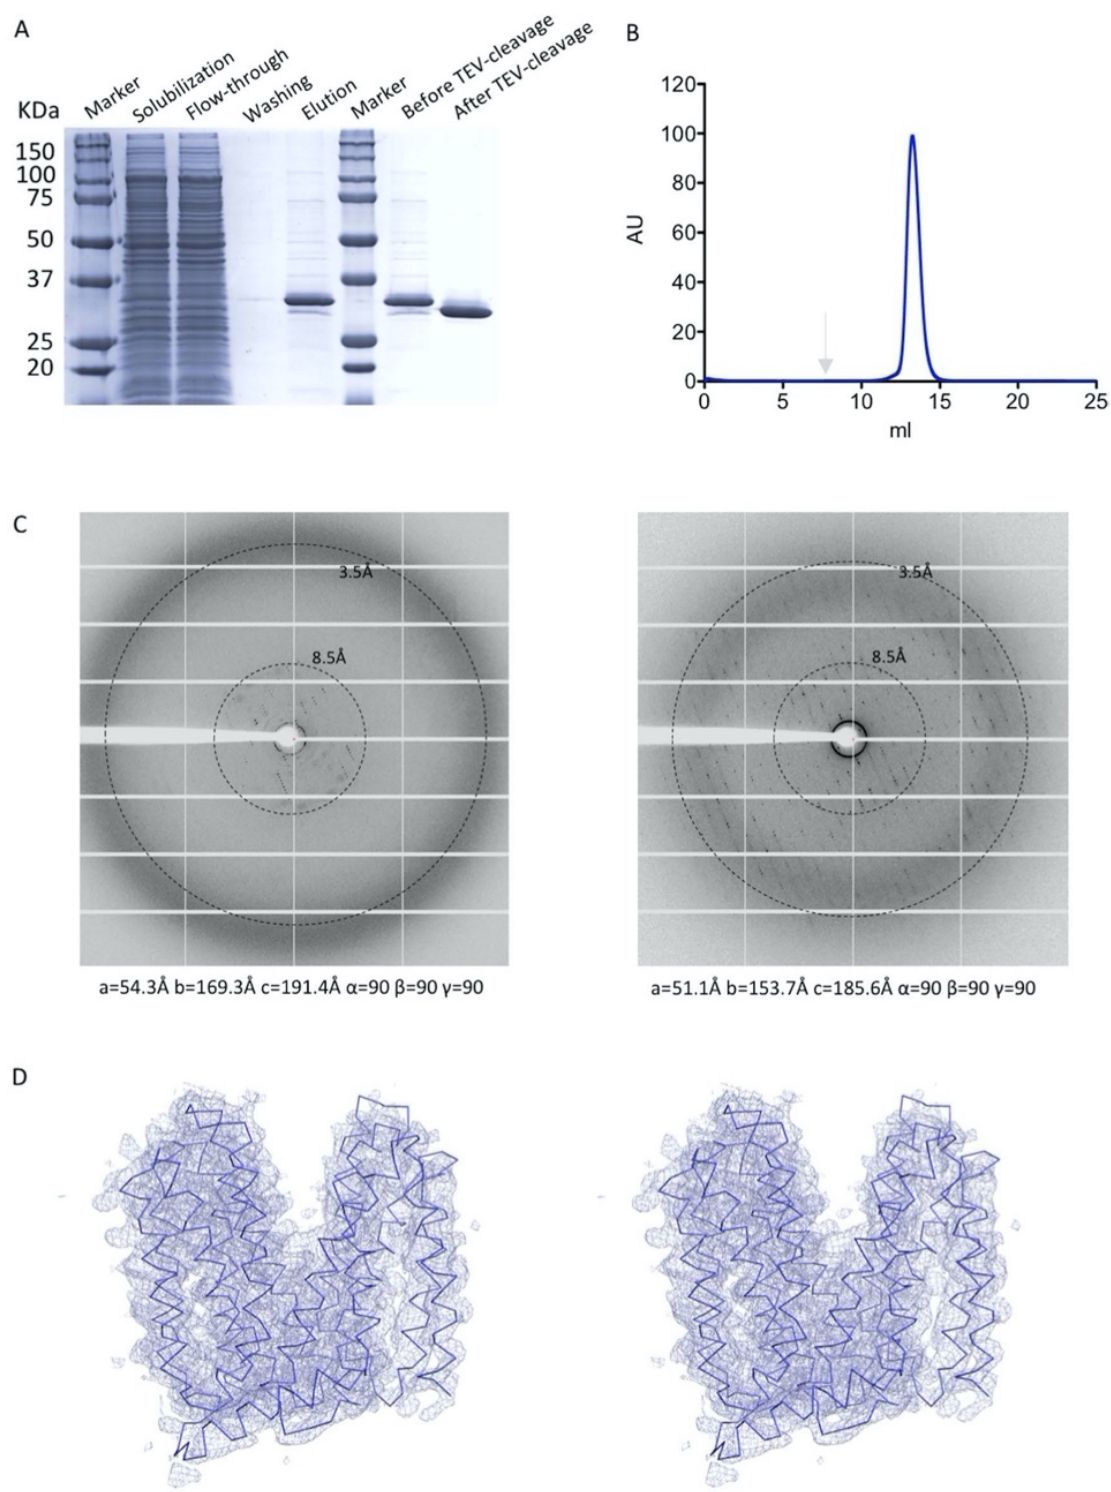 A
KDa
Marker
Solubilization
Flow-through
Washing
Elution
Marker
Before TEV-cleavage
After TEV-cleavage
150
100
75
50
37
25
20
B
120
100
80
60
40
20
0
AU
0 5 10 15 20 25
ml
C
3.5Å
8.5Å
a=54.3Å b=169.3Å c=191.4Å α=90 β=90 γ=90
3.5Å
8.5Å
a=51.1Å b=153.7Å c=185.6Å α=90 β=90 γ=90
D